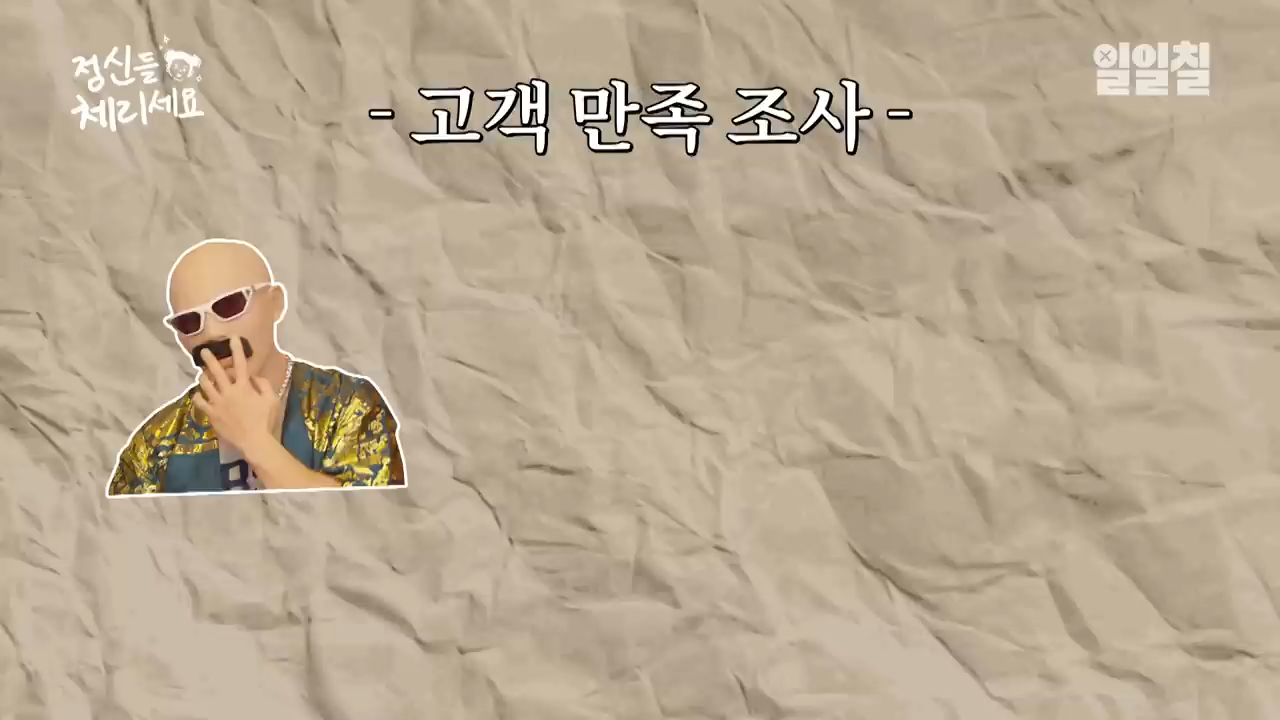 정신들
체리세요
- 고객 만족 조사 -
일일칠